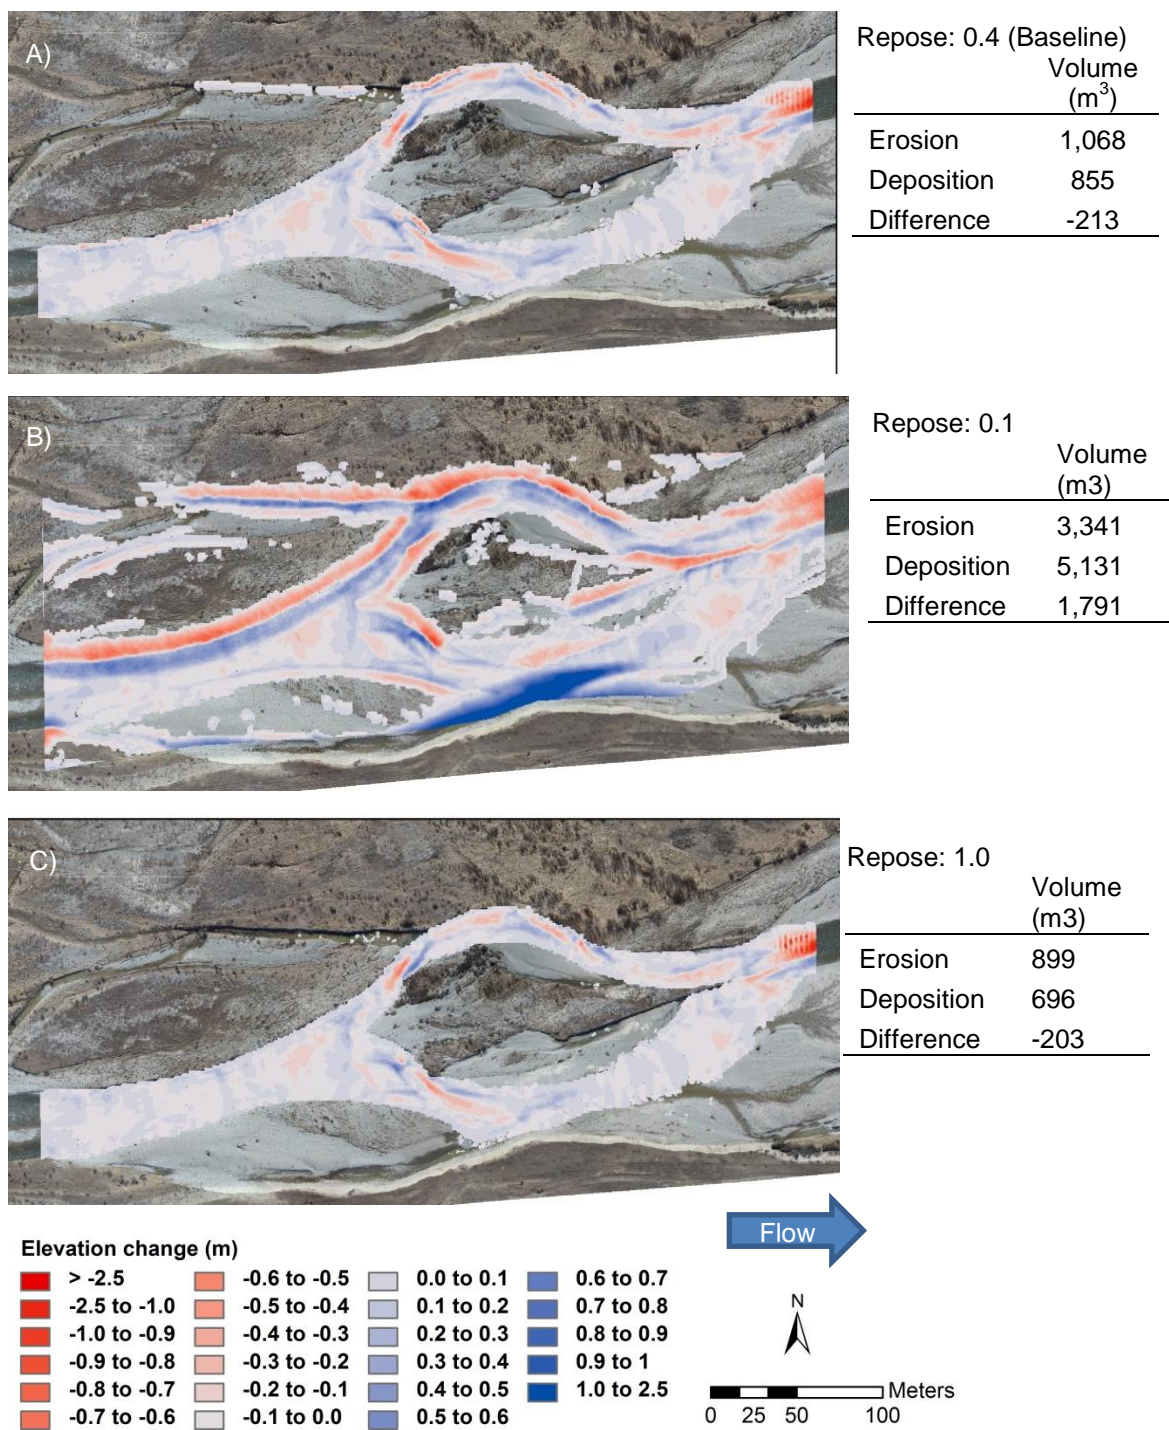 A)
Repose: 0.4 (Baseline)
Volume
(m³)
Erosion 1,068
Deposition 855
Difference -213
B)
Repose: 0.1
Volume
(m3)
Erosion 3,341
Deposition 5,131
Difference 1,791
C)
Repose: 1.0
Volume
(m3)
Erosion 899
Deposition 696
Difference -203
Flow
Elevation change (m)
> -2.5 -0.6 to -0.5 0.0 to 0.1 0.6 to 0.7
-2.5 to -1.0 -0.5 to -0.4 0.1 to 0.2 0.7 to 0.8
-1.0 to -0.9 -0.4 to -0.3 0.2 to 0.3 0.8 to 0.9
-0.9 to -0.8 -0.3 to -0.2 0.3 to 0.4 0.9 to 1
-0.8 to -0.7 -0.2 to -0.1 0.4 to 0.5 1.0 to 2.5
-0.7 to -0.6 -0.1 to 0.0 0.5 to 0.6
N
Meters
0 25 50 100